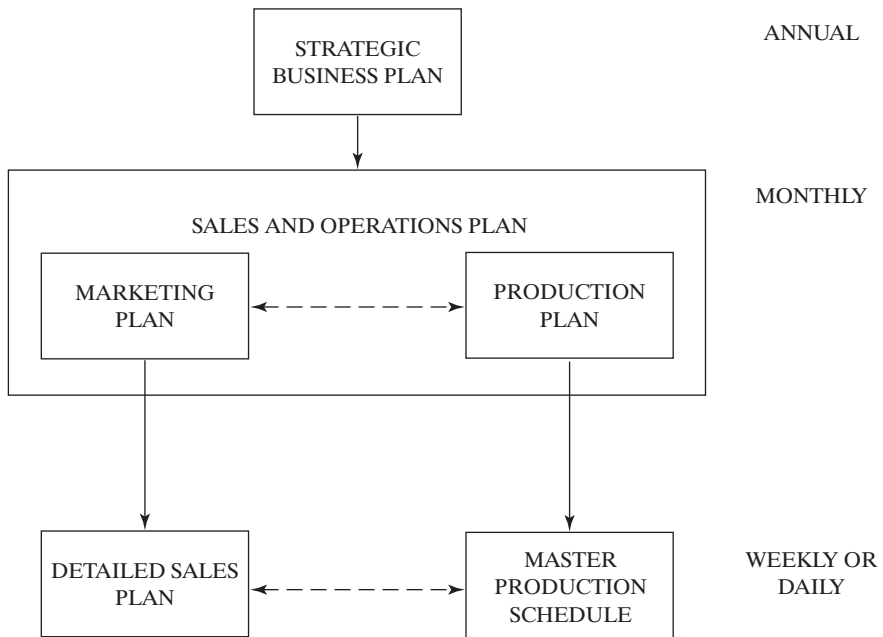 STRATEGIC
BUSINESS PLAN
ANNUAL
MONTHLY
SALES AND OPERATIONS PLAN
MARKETING
PLAN
PRODUCTION
PLAN
DETAILED SALES
PLAN
MASTER
PRODUCTION
SCHEDULE
WEEKLY OR
DAILY